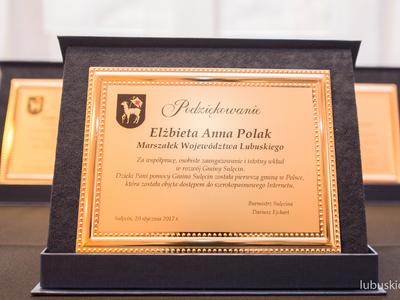 Podziękowanie
Elżbieta Anna Polak
Marszałek Województwa Lubuskiego
Za współpracę, osobiste zaangażowanie i istotny wkład
w rozwój Gminy Sulęcin.
Dzięki Pani pomocy Gmina Sulęcin została pierwszą gminą w Polsce,
która została objęta dostępem do szerokopasmowego Internetu.
Burmistrz Sulęcina
Dariusz Ejchart
Sulęcin, 20 stycznia 2017 r.